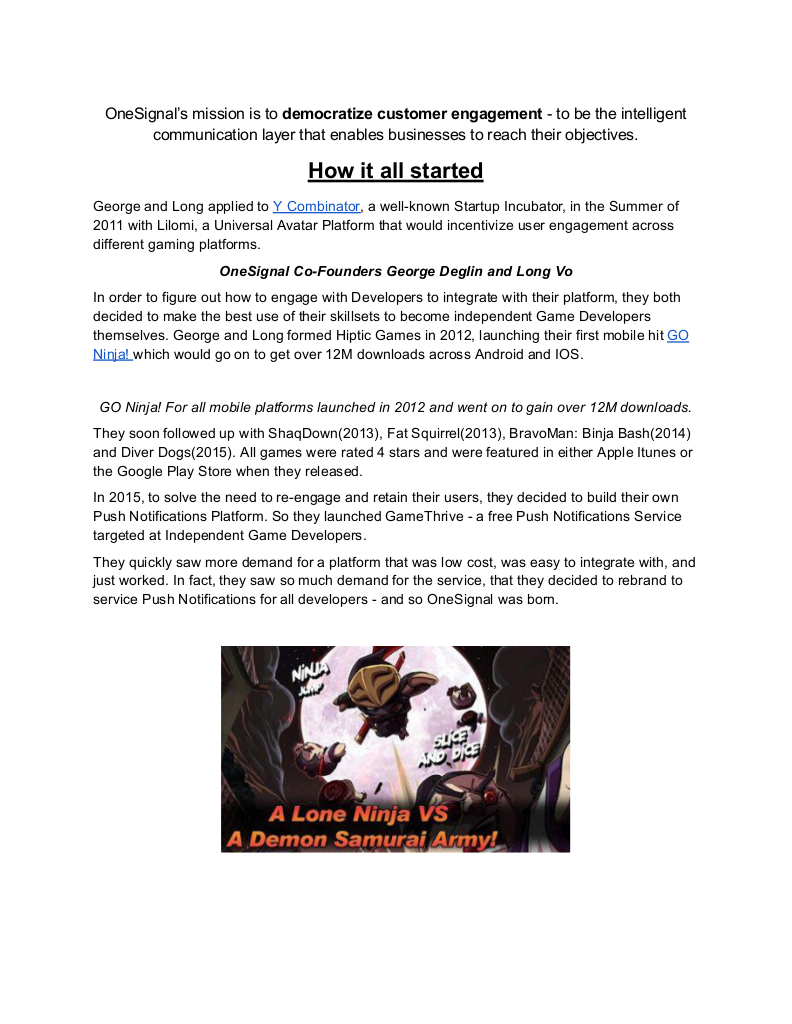 OneSignal's mission is to democratize customer engagement - to be the intelligent
communication layer that enables businesses to reach their objectives.
How it all started
George and Long applied to Y Combinator, a well-known Startup Incubator, in the Summer of
2011 with Lilomi, a Universal Avatar Platform that would incentivize user engagement across
different gaming platforms.
OneSignal Co-Founders George Deglin and Long Vo
In order to figure out how to engage with Developers to integrate with their platform, they both
decided to make the best use of their skillsets to become independent Game Developers
themselves. George and Long formed Hiptic Games in 2012, launching their first mobile hit GO
Ninja! which would go on to get over 12M downloads across Android and IOS.
GO Ninja! For all mobile platforms launched in 2012 and went on to gain over 12M downloads.
They soon followed up with ShaqDown(2013), Fat Squirrel(2013), BravoMan: Binja Bash(2014)
and Diver Dogs(2015). All games were rated 4 stars and were featured in either Apple Itunes or
the Google Play Store when they released.
In 2015, to solve the need to re-engage and retain their users, they decided to build their own
Push Notifications Platform. So they launched GameThrive - a free Push Notifications Service
targeted at Independent Game Developers.
They quickly saw more demand for a platform that was low cost, was easy to integrate with, and
just worked. In fact, they saw so much demand for the service, that they decided to rebrand to
service Push Notifications for all developers - and so OneSignal was born.
NINJA
JUMP
SLICE
AND DICE
A Lone Ninja VS
A Demon Samurai Army!